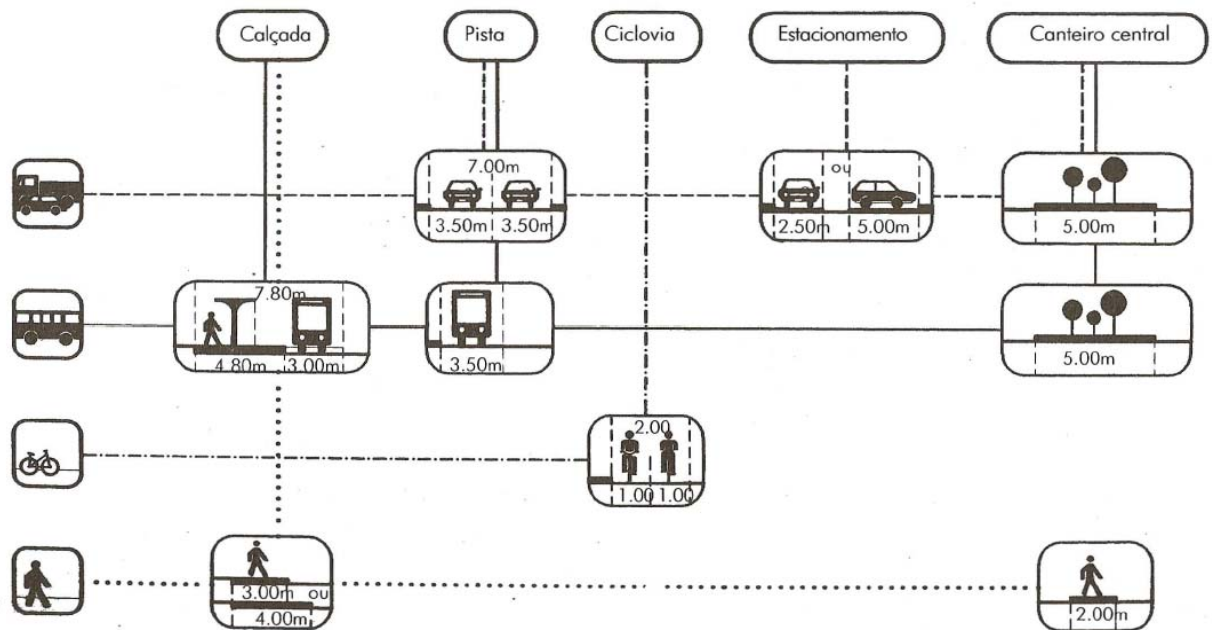 Calçada
Pista
Ciclovia
Estacionamento
Canteiro central
7.00m
3.50m 3.50m
ou
2.50m 5.00m
5.00m
7.80m
4.80m 3.00m
3.50m
5.00m
2.00
1.00 1.00
3.00m ou
4.00m
2.00m